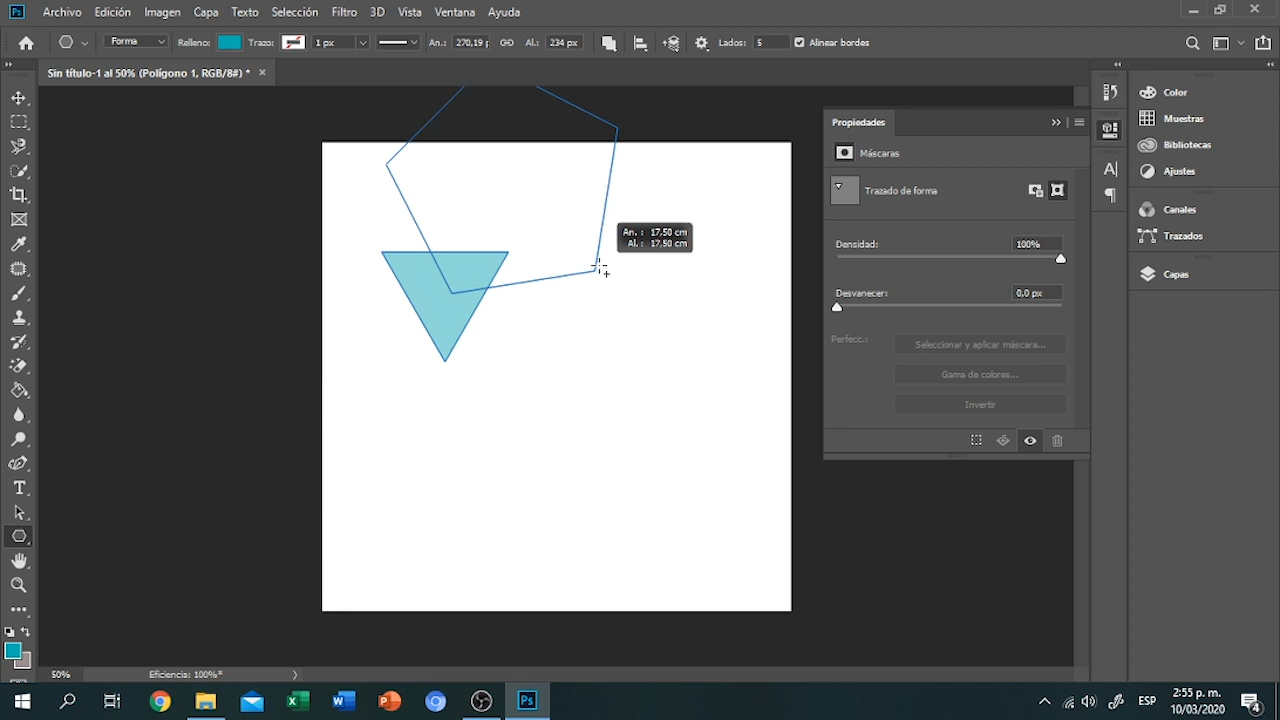 Ps Archivo Edición Imagen Capa Texto Selección Filtro 3D Vista Ventana Ayuda
Forma Relleno: Trazo: 1 px An.: 270,19 p Al.: 234 px Lados: 5 Alinear bordes
Sin título-1 al 50% (Polígono 1, RGB/8#) * ×
Propiedades
Máscaras
Trazado de forma
Densidad: 100%
Desvanecer: 0,0 px
Perfecc.: Seleccionar y aplicar máscara...
Gama de colores...
Invertir
Color
Muestras
Bibliotecas
Ajustes
Canales
Trazados
Capas
An. : 17,50 cm
Al. : 17,50 cm
50% Eficiencia: 100%*
Ps
ESP
2:55 p. m.
10/03/2020
4